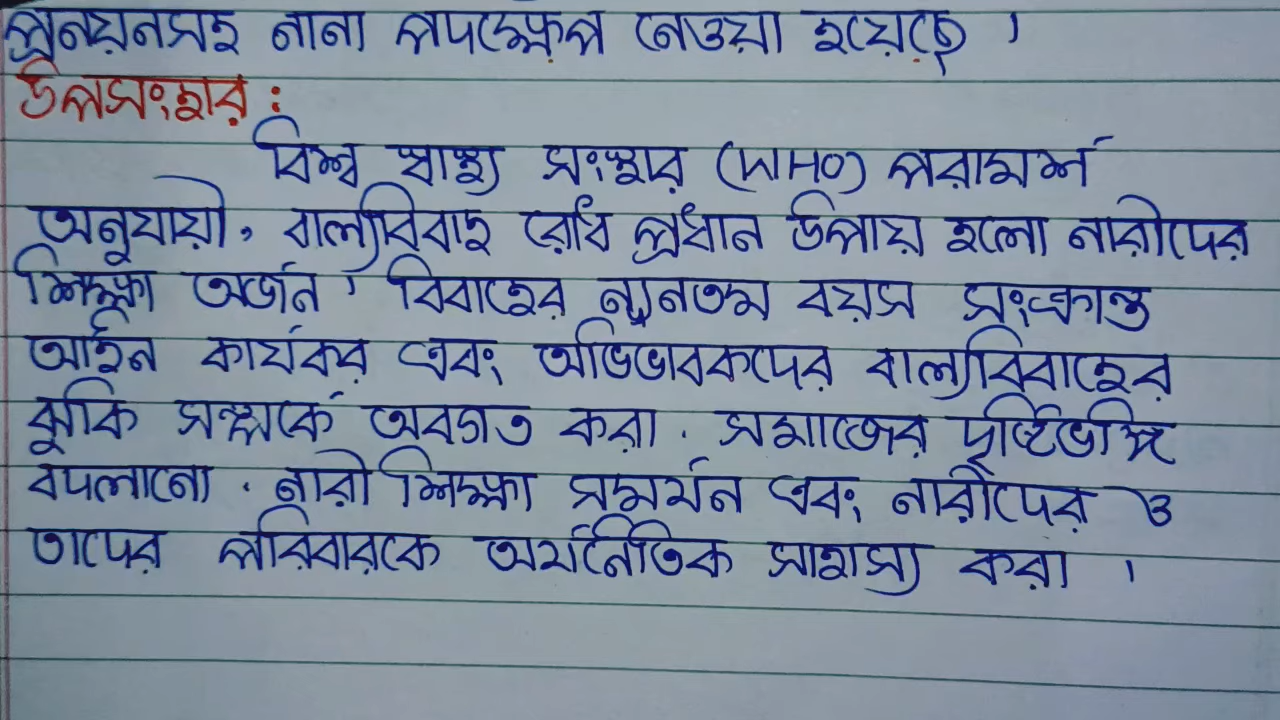 প্রনয়নসহ নানা পদক্ষেপ নেওয়া হয়েছে ।
উপসংহার :
বিশ্ব স্বাস্থ্য সংস্থার (WHO) পরামর্শ
অনুযায়ী, বাল্যবিবাহ রোধ প্রধান উপায় হলো নারীদের
শিক্ষা অর্জন, বিবাহের ন্যূনতম বয়স সংক্রান্ত
আইন কার্যকর এবং অভিভাবকদের বাল্যবিবাহের
ঝুকি সম্পর্কে অবগত করা. সমাজের দৃষ্টিভঙ্গি
বদলানো. নারী শিক্ষা সমর্থন এবং নারীদের ও
তাদের পরিবারকে অর্থনৈতিক সাহায্য করা ।